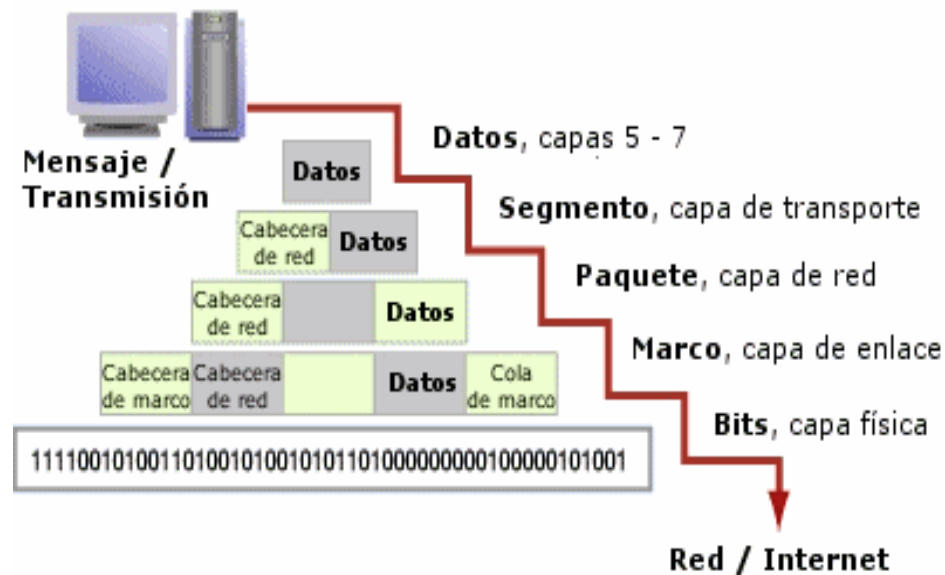 Mensaje /
Transmisión
Datos, capas 5 - 7
Datos
Segmento, capa de transporte
Cabecera
de red
Datos
Paquete, capa de red
Cabecera
de red
Datos
Marco, capa de enlace
Cabecera
de marco
Cabecera
de red
Datos
Cola
de marco
Bits, capa física
Red / Internet